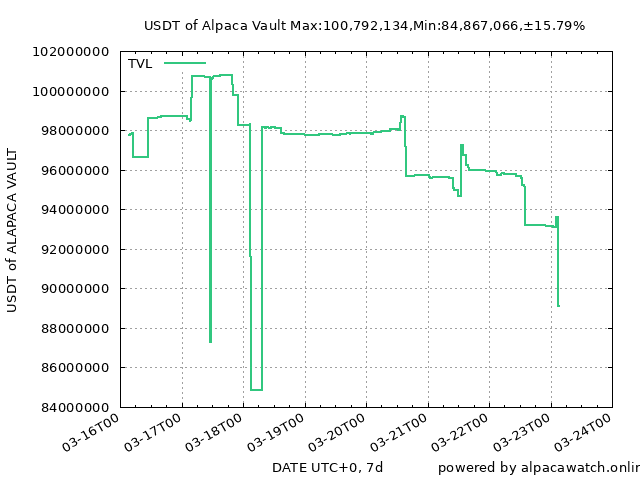 USDT of Alpaca Vault Max:100,792,134,Min:84,867,066,±15.79%
TVL
USDT of ALAPACA VAULT
102000000
100000000
98000000
96000000
94000000
92000000
90000000
88000000
86000000
84000000
03-16T00
03-17T00
03-18T00
03-19T00
03-20T00
03-21T00
03-22T00
03-23T00
03-24T00
DATE UTC+0, 7d
powered by alpacawatch.onlin